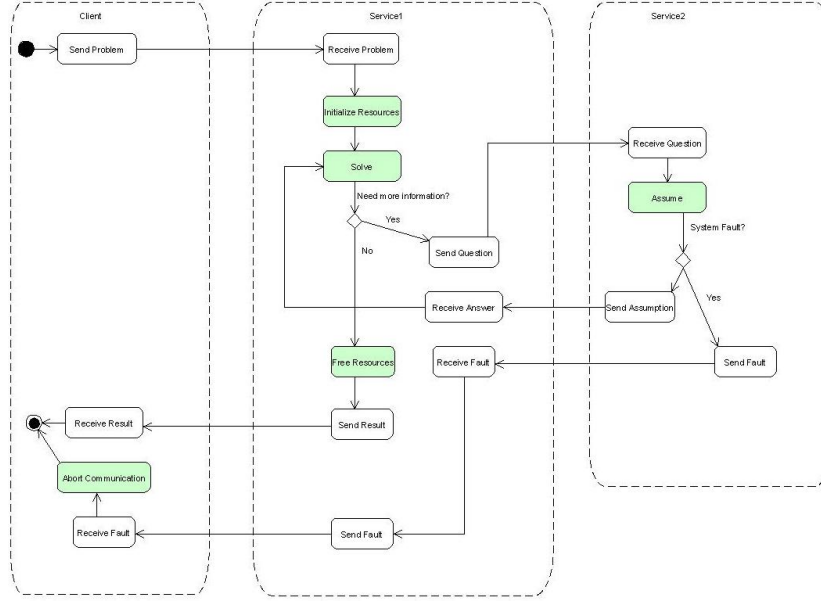 Client
Service1
Service2
Send Problem
Receive Problem
Initialize Resources
Receive Question
Solve
Assume
Need more information?
Yes
System Fault?
No
Send Question
Yes
Receive Answer
Send Assumption
Free Resources
Receive Fault
Send Fault
Receive Result
Send Result
Abort Communication
Receive Fault
Send Fault